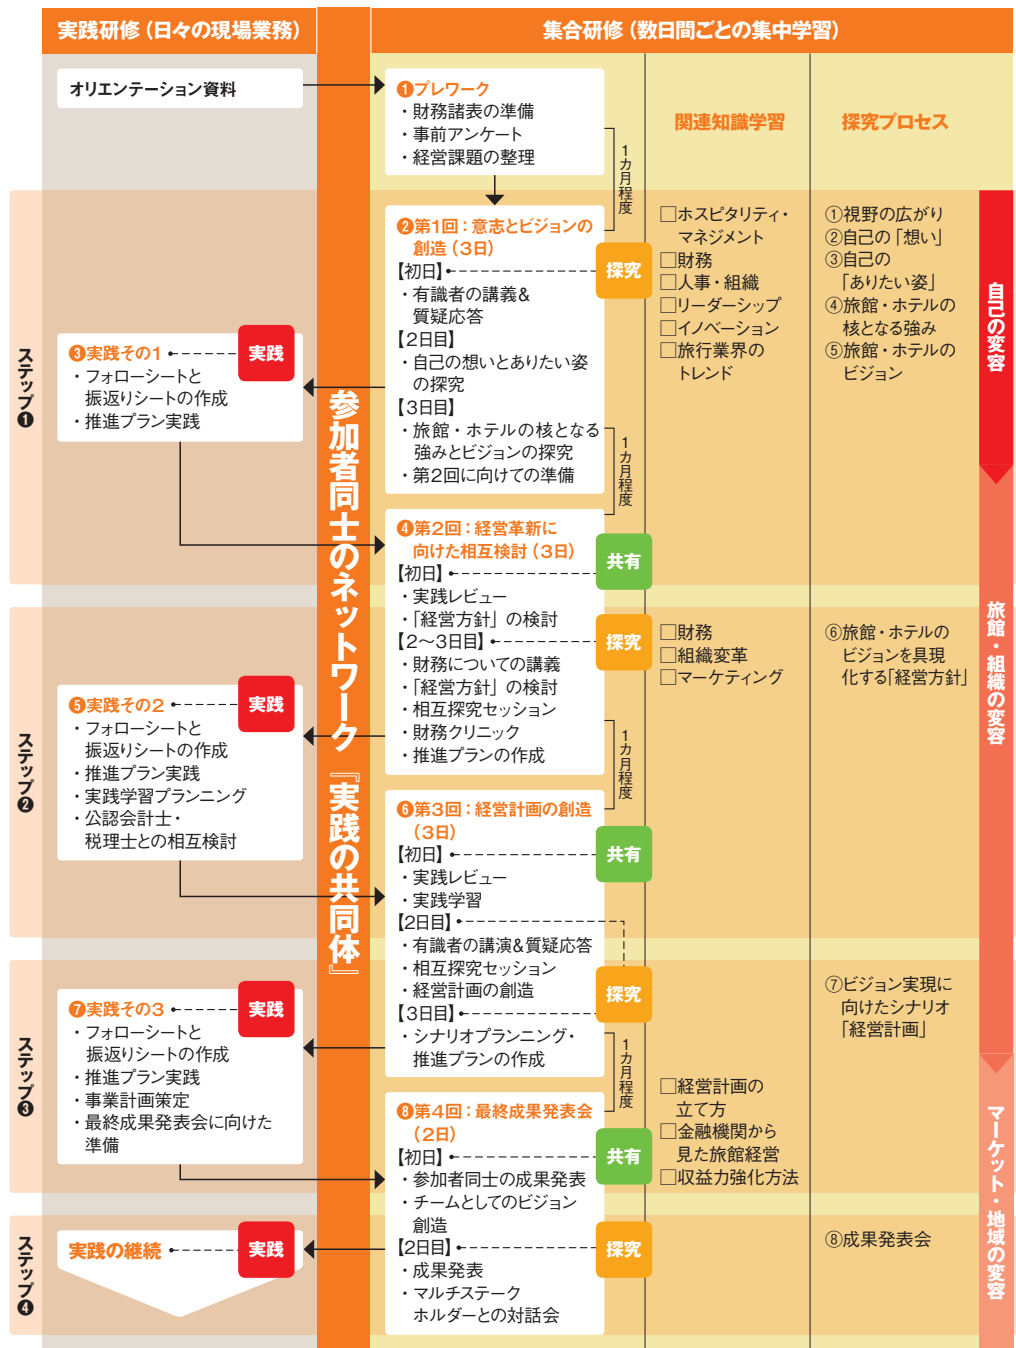 実践研修（日々の現場業務）
集合研修（数日間ごとの集中学習）
オリエンテーション資料
❶プレワーク
・財務諸表の準備
・事前アンケート
・経営課題の整理
1カ月程度
関連知識学習
探究プロセス
ステップ❶
❷第1回：意志とビジョンの
創造（3日）
【初日】
・有識者の講義&
質疑応答
【2日目】
・自己の想いとありたい姿
の探究
【3日目】
・旅館・ホテルの核となる
強みとビジョンの探究
・第2回に向けての準備
探究
1カ月程度
□ホスピタリティ・
マネジメント
□財務
□人事・組織
□リーダーシップ
□イノベーション
□旅行業界の
トレンド
①視野の広がり
②自己の「想い」
③自己の
「ありたい姿」
④旅館・ホテルの
核となる強み
⑤旅館・ホテルの
ビジョン
自己の変容
❸実践その1
実践
・フォローシートと
振返りシートの作成
・推進プラン実践
参加者同士のネットワーク『実践の共同体』
❹第2回：経営革新に
向けた相互検討（3日）
【初日】
共有
・実践レビュー
・「経営方針」の検討
【2〜3日目】
探究
・財務についての講義
・「経営方針」の検討
・相互探究セッション
・財務クリニック
・推進プランの作成
1カ月程度
□財務
□組織変革
□マーケティング
⑥旅館・ホテルの
ビジョンを具現
化する「経営方針」
旅館・組織の変容
ステップ❷
❺実践その2
実践
・フォローシートと
振返りシートの作成
・推進プラン実践
・実践学習プランニング
・公認会計士・
税理士との相互検討
❻第3回：経営計画の創造
（3日）
【初日】
共有
・実践レビュー
・実践学習
【2日目】
・有識者の講演&質疑応答
・相互探究セッション
・経営計画の創造
探究
【3日目】
・シナリオプランニング・
推進プランの作成
1カ月程度
⑦ビジョン実現に
向けたシナリオ
「経営計画」
ステップ❸
❼実践その3
実践
・フォローシートと
振返りシートの作成
・推進プラン実践
・事業計画策定
・最終成果発表会に向けた
準備
❽第4回：最終成果発表会
（2日）
【初日】
共有
・参加者同士の成果発表
・チームとしてのビジョン
創造
【2日目】
探究
・成果発表
・マルチステーク
ホルダーとの対話会
□経営計画の
立て方
□金融機関から
見た旅館経営
□収益力強化方法
マーケット・地域の変容
ステップ❹
実践の継続
実践
⑧成果発表会